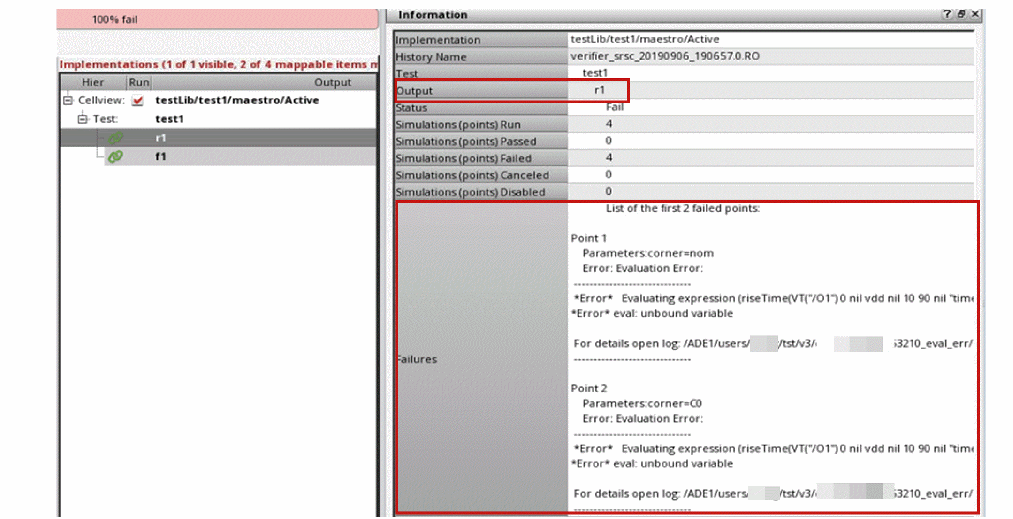 100% fail
Implementations (1 of 1 visible, 2 of 4 mappable items m
Hier Run Output
Cellview: testLib/test1/maestro/Active
Test: test1
r1
f1
Information
Implementation testLib/test1/maestro/Active
History Name verifier_srsc_20190906_190657.0.RO
Test test1
Output r1
Status Fail
Simulations (points) Run 4
Simulations (points) Passed 0
Simulations (points) Failed 4
Simulations (points) Canceled 0
Simulations (points) Disabled 0
Failures
List of the first 2 failed points:
Point 1
Parameters:corner=nom
Error: Evaluation Error:
------------------------------
*Error* Evaluating expression (riseTime(VT("/O1") 0 nil vdd nil 10 90 nil "time
*Error* eval: unbound variable
For details open log: /ADE1/users/ /tst/v3/ 3210_eval_err/
------------------------------
Point 2
Parameters:corner=C0
Error: Evaluation Error:
------------------------------
*Error* Evaluating expression (riseTime(VT("/O1") 0 nil vdd nil 10 90 nil "time
*Error* eval: unbound variable
For details open log: /ADE1/users/ /tst/v3/ 3210_eval_err/
------------------------------